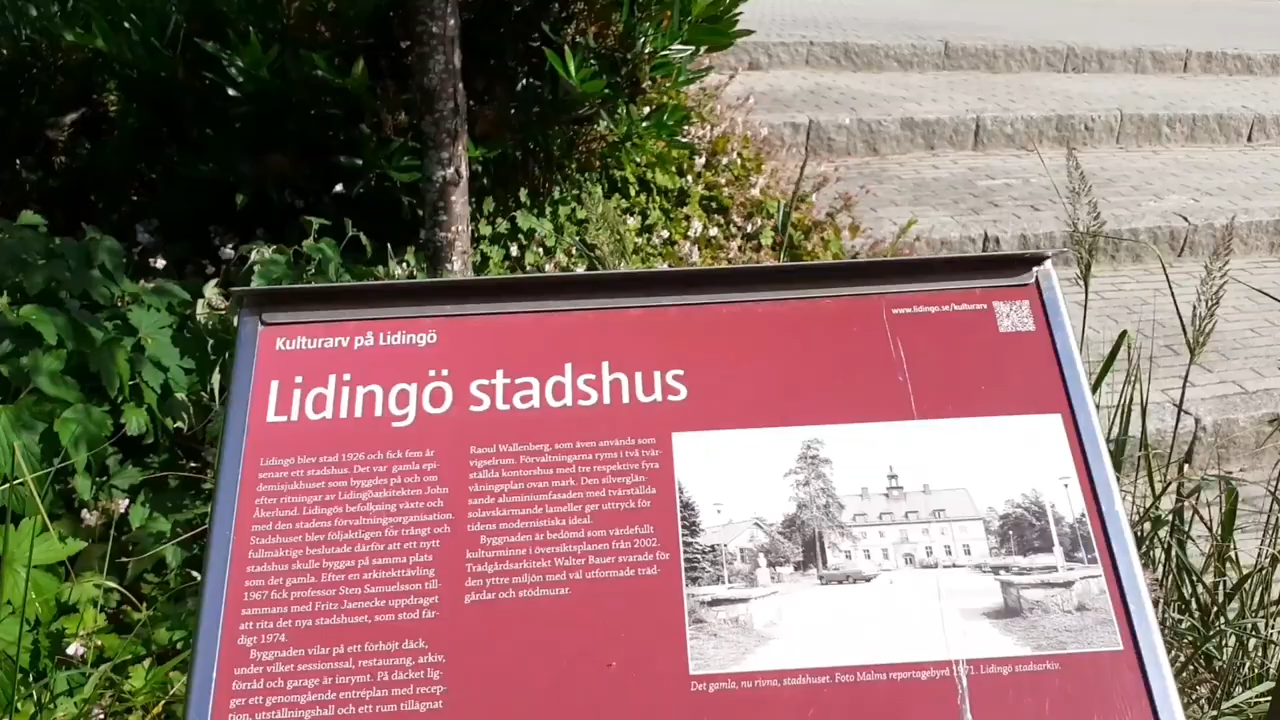 Kulturarv på Lidingö
www.lidingo.se/kulturarv
Lidingö stadshus
Lidingö blev stad 1926 och fick fem år
senare ett stadshus. Det var gamla epi-
demisjukhuset som byggdes på och om
efter ritningar av Lidingöarkitekten John
Åkerlund. Lidingös befolkning växte och
med den stadens förvaltningsorganisation.
Stadshuset blev följaktligen för trångt och
fullmäktige beslutade därför att ett nytt
stadshus skulle byggas på samma plats
som det gamla. Efter en arkitekttävling
1967 fick professor Sten Samuelsson till-
sammans med Fritz Jaenecke uppdraget
att rita det nya stadshuset, som stod fär-
digt 1974.
Byggnaden vilar på ett förhöjt däck,
under vilket sessionssal, restaurang, arkiv,
förråd och garage är inrymt. På däcket lig-
ger ett genomgående entréplan med recep-
tion, utställningshall och ett rum tillägnat
Raoul Wallenberg, som även används som
vigselrum. Förvaltningarna ryms i två tvär-
ställda kontorshus med tre respektive fyra
våningsplan ovan mark. Den silverglän-
sande aluminiumfasaden med tvärställda
solavskärmande lameller ger uttryck för
tidens modernistiska ideal.
Byggnaden är bedömd som värdefullt
kulturminne i översiktsplanen från 2002.
Trädgårdsarkitekt Walter Bauer svarade för
den yttre miljön med väl utformade träd-
gårdar och stödmurar.
Det gamla, nu rivna, stadshuset. Foto Malms reportagebyrå 1971. Lidingö stadsarkiv.